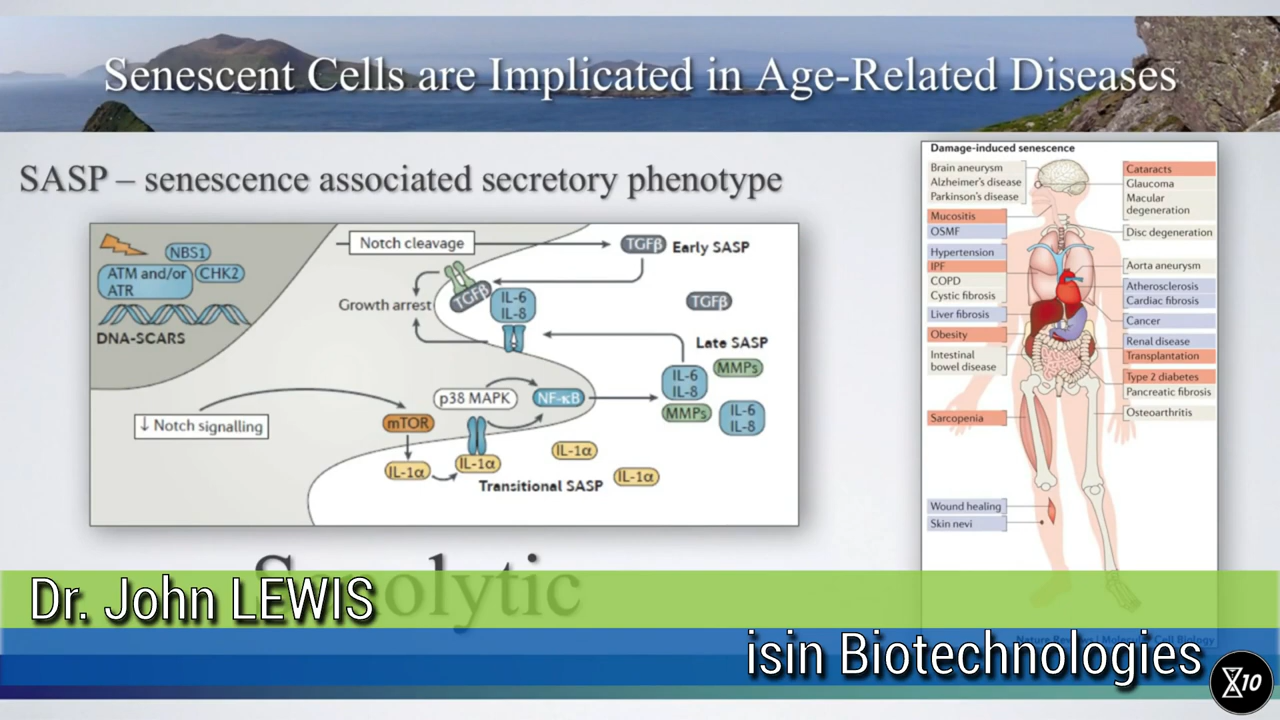 Senescent Cells are Implicated in Age-Related Diseases
SASP – senescence associated secretory phenotype
NBS1
ATM and/or
ATR
CHK2
DNA-SCARS
Notch cleavage
TGFβ
Early SASP
Growth arrest
TGFβ
IL-6
IL-8
TGFβ
Late SASP
MMPs
IL-6
IL-8
MMPs
IL-6
IL-8
p38 MAPK
NF-κB
↓ Notch signalling
mTOR
IL-1α
IL-1α
IL-1α
IL-1α
Transitional SASP
Damage-induced senescence
Brain aneurysm
Alzheimer's disease
Parkinson's disease
Mucositis
OSMF
Hypertension
IPF
COPD
Cystic fibrosis
Liver fibrosis
Obesity
Intestinal
bowel disease
Sarcopenia
Wound healing
Skin nevi
Cataracts
Glaucoma
Macular
degeneration
Disc degeneration
Aorta aneurysm
Atherosclerosis
Cardiac fibrosis
Cancer
Renal disease
Transplantation
Type 2 diabetes
Pancreatic fibrosis
Osteoarthritis
Nature Reviews | Molecular Cell Biology
Dr. John LEWIS
isin Biotechnologies
10